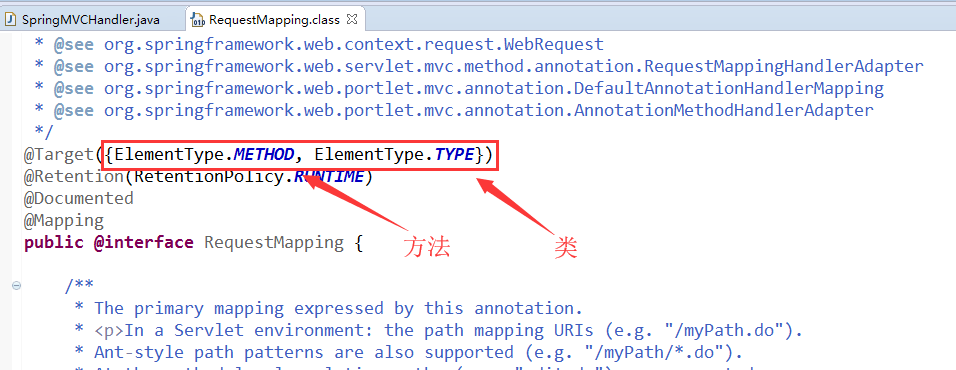 SpringMVCHandler.java RequestMapping.class
* @see org.springframework.web.context.request.WebRequest
* @see org.springframework.web.servlet.mvc.method.annotation.RequestMappingHandlerAdapter
* @see org.springframework.web.portlet.mvc.annotation.DefaultAnnotationHandlerMapping
* @see org.springframework.web.portlet.mvc.annotation.AnnotationMethodHandlerAdapter
*/
@Target({ElementType.METHOD, ElementType.TYPE})
@Retention(RetentionPolicy.RUNTIME)
@Documented
@Mapping
public @interface RequestMapping {
方法 类
/**
* The primary mapping expressed by this annotation.
* <p>In a Servlet environment: the path mapping URIs (e.g. "/myPath.do").
* Ant-style path patterns are also supported (e.g. "/myPath/*.do").